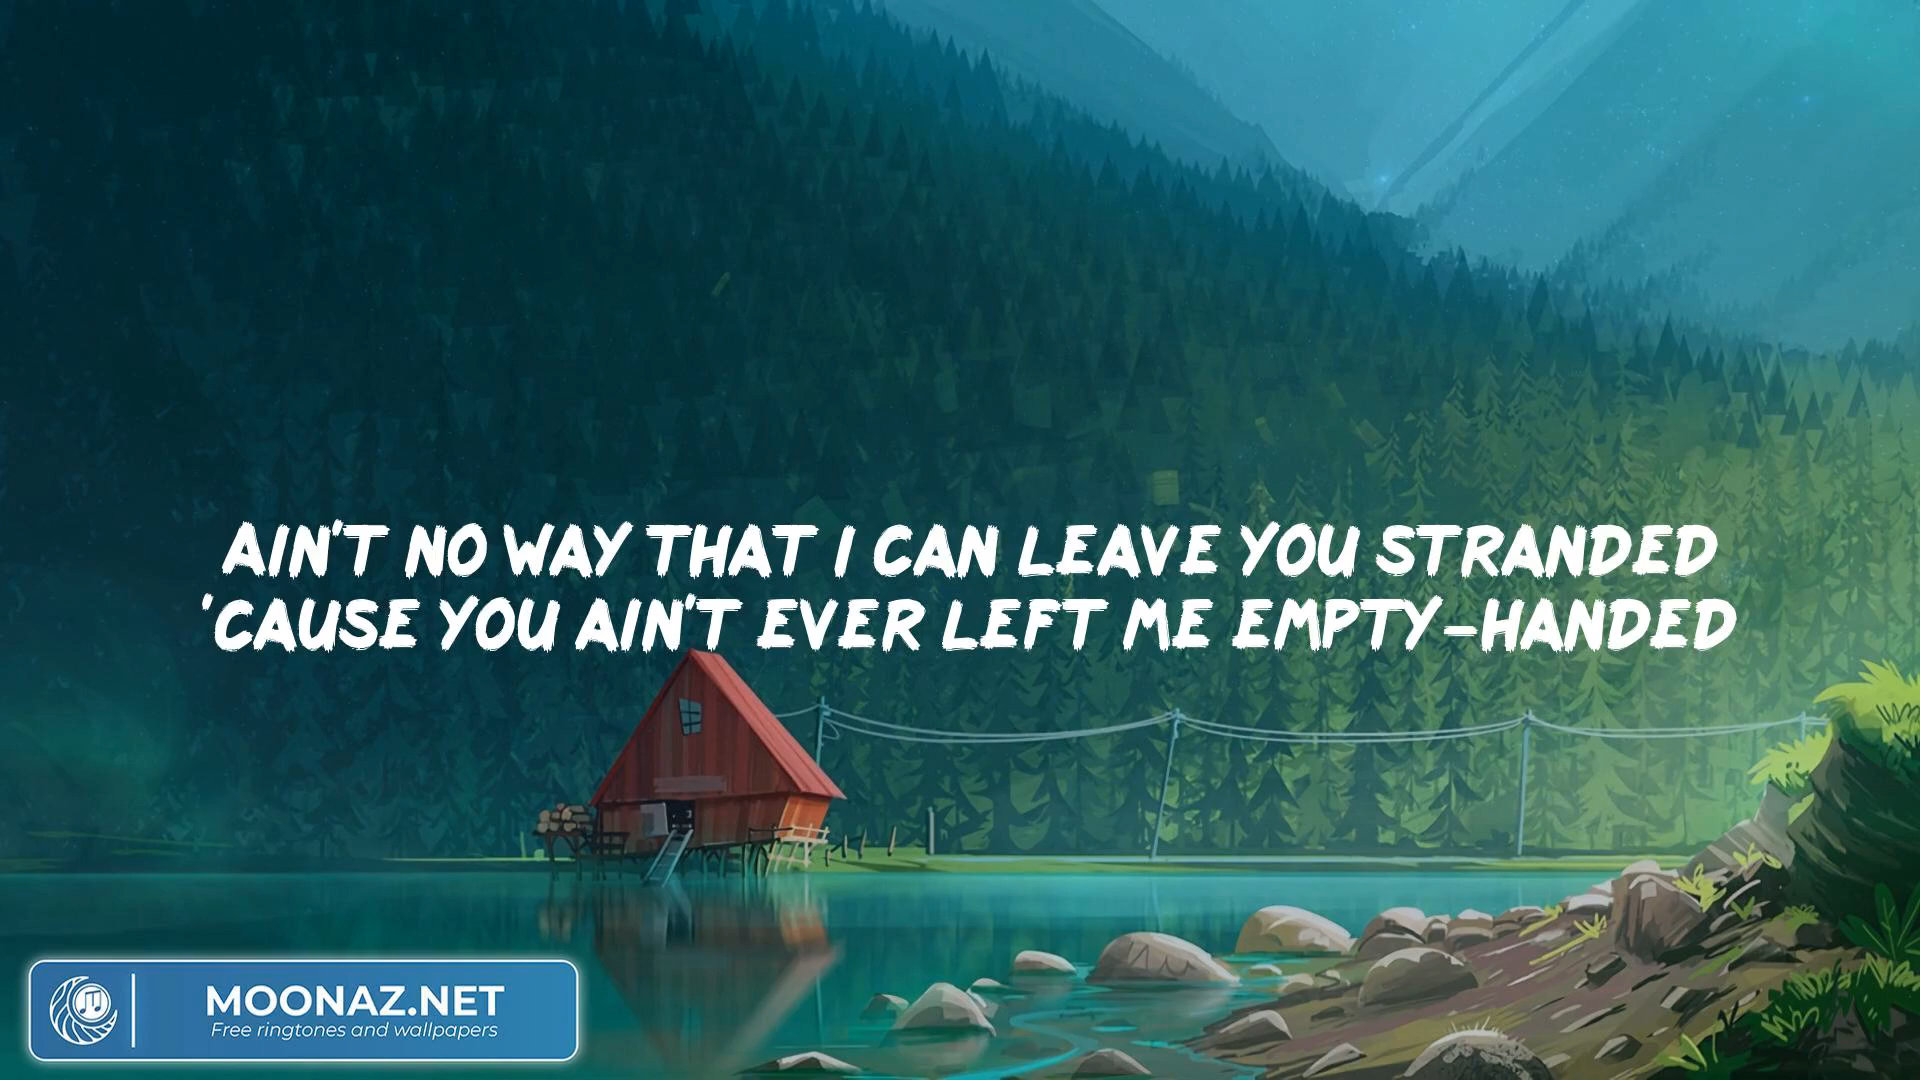 AIN'T NO WAY THAT I CAN LEAVE YOU STRANDED
'CAUSE YOU AIN'T EVER LEFT ME EMPTY-HANDED
MOONAZ.NET
Free ringtones and wallpapers